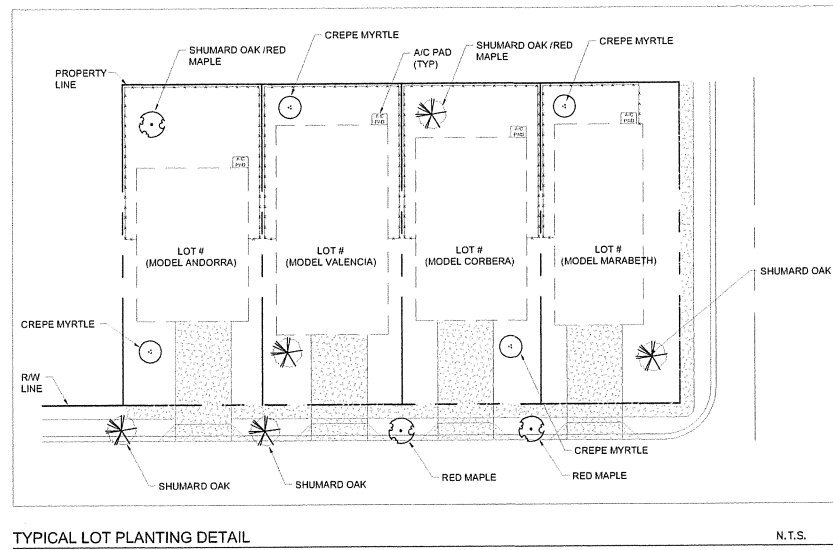 CREPE MYRTLE
SHUMARD OAK /RED
MAPLE
A/C PAD
(TYP)
SHUMARD OAK/RED
MAPLE
CREPE MYRTLE
PROPERTY
LINE
A/C
PAD
A/C
PAD
A/C
PAD
A/C
PAD
LOT #
(MODEL ANDORRA)
LOT #
(MODEL VALENCIA)
LOT #
(MODEL CORBERA)
LOT #
(MODEL MARABETH)
SHUMARD OAK
CREPE MYRTLE
R/W
LINE
CREPE MYRTLE
SHUMARD OAK
SHUMARD OAK
RED MAPLE
RED MAPLE
TYPICAL LOT PLANTING DETAIL
N.T.S.